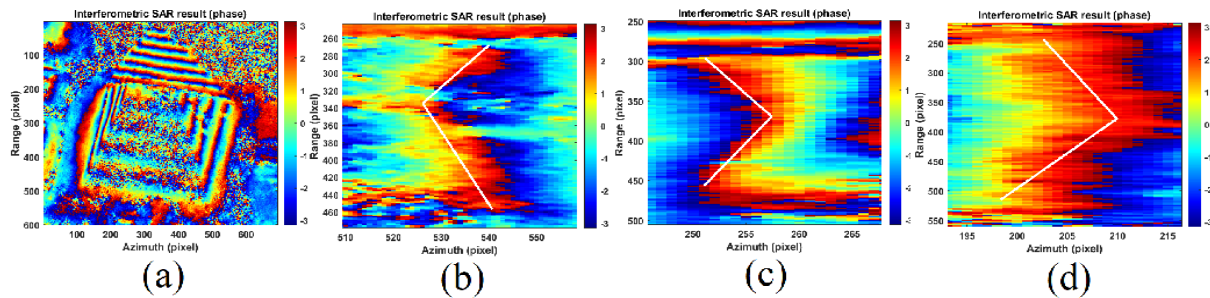 Interferometric SAR result (phase)
Range (pixel)
100
200
300
400
500
600
100 200 300 400 500 600
Azimuth (pixel)
3
2
1
0
-1
-2
-3
(a)
Interferometric SAR result (phase)
Range (pixel)
260
280
300
320
340
360
380
400
420
440
460
510 520 530 540 550
Azimuth (pixel)
3
2
1
0
-1
-2
-3
(b)
Interferometric SAR result (phase)
Range (pixel)
250
300
350
400
450
500
250 255 260 265
Azimuth (pixel)
3
2
1
0
-1
-2
-3
(c)
Interferometric SAR result (phase)
Range (pixel)
250
300
350
400
450
500
550
195 200 205 210 215
Azimuth (pixel)
3
2
1
0
-1
-2
-3
(d)